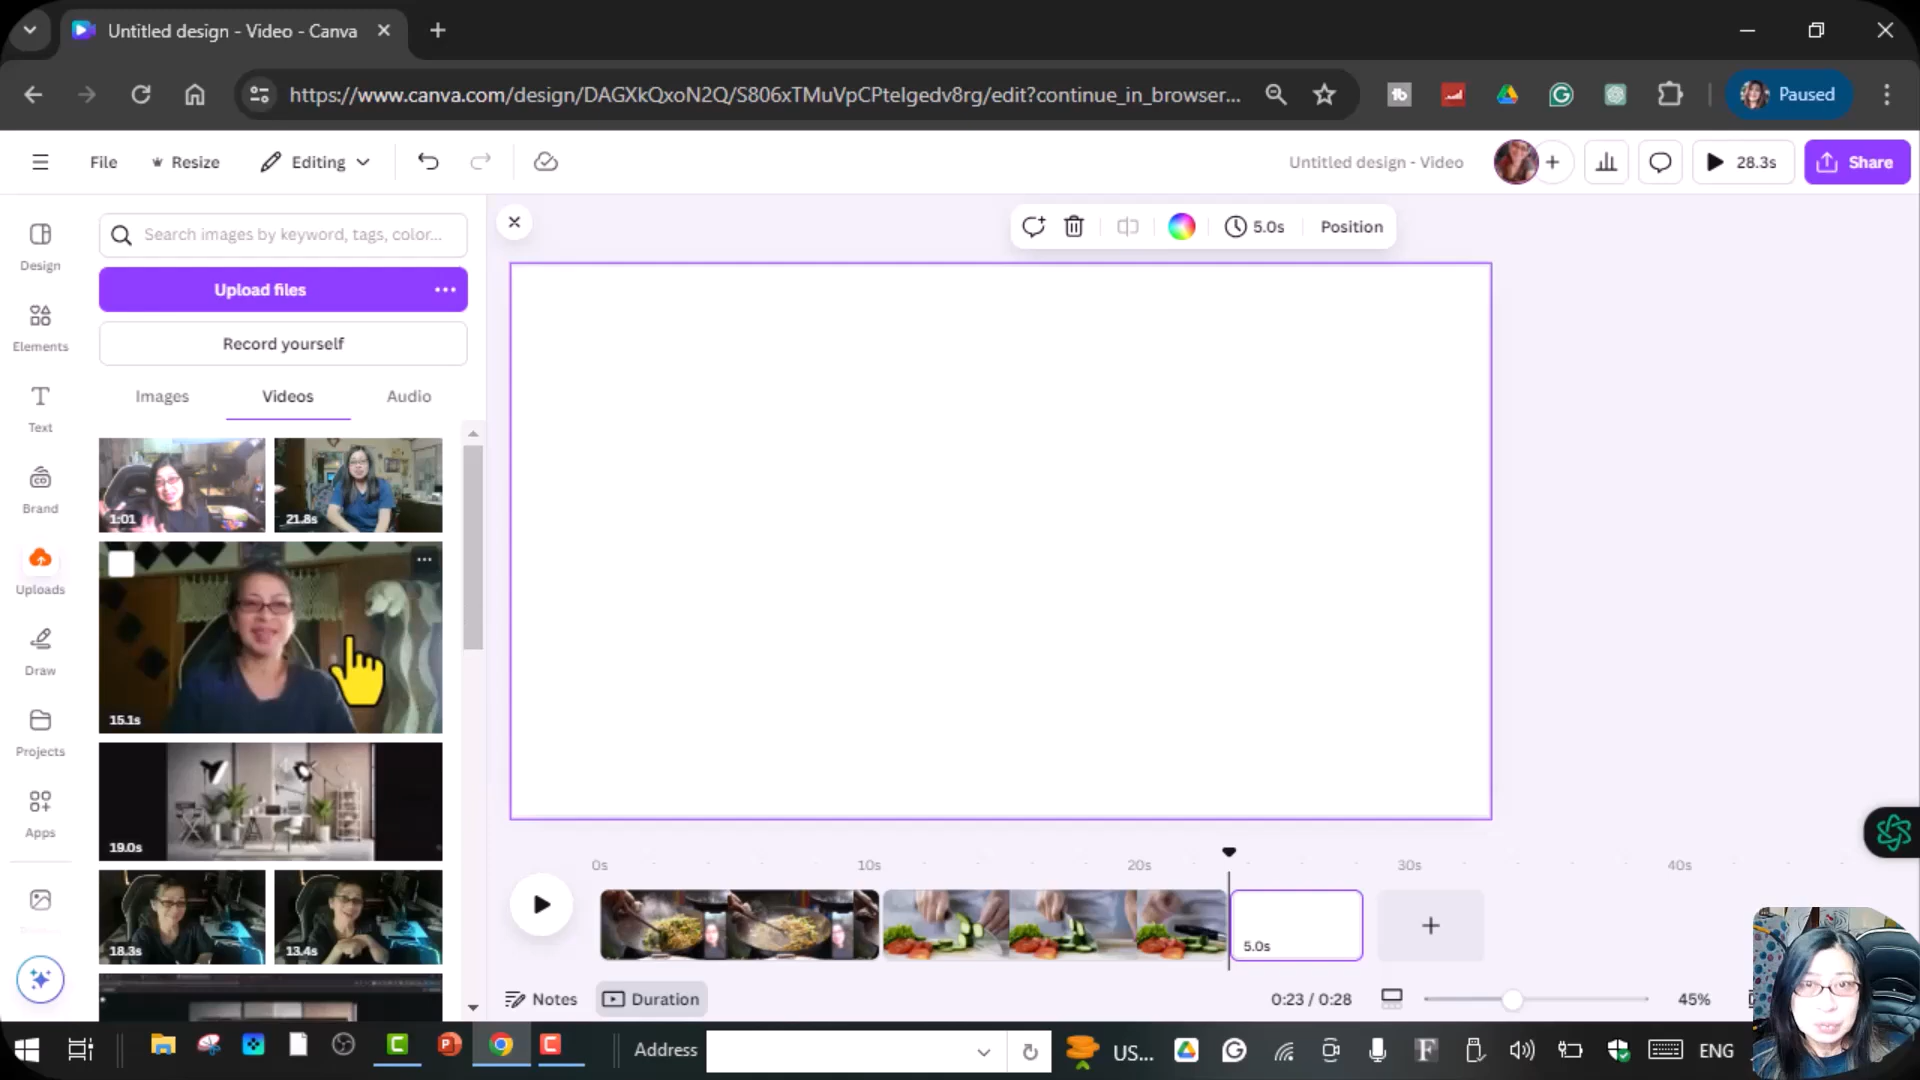 Untitled design - Video - Canva
https://www.canva.com/design/DAGXkQxoN2Q/S806xTMuVpCPteIgedv8rg/edit?continue_in_browser...
Paused
File
Resize
Editing
Untitled design - Video
28.3s
Share
Design
Elements
Text
Brand
Uploads
Draw
Projects
Apps
Search images by keyword, tags, color...
Upload files
Record yourself
Images
Videos
Audio
1:01
21.8s
15.1s
19.0s
18.3s
13.4s
5.0s
Position
0s
10s
20s
30s
40s
5.0s
Notes
Duration
0:23 / 0:28
45%
Address
US...
ENG